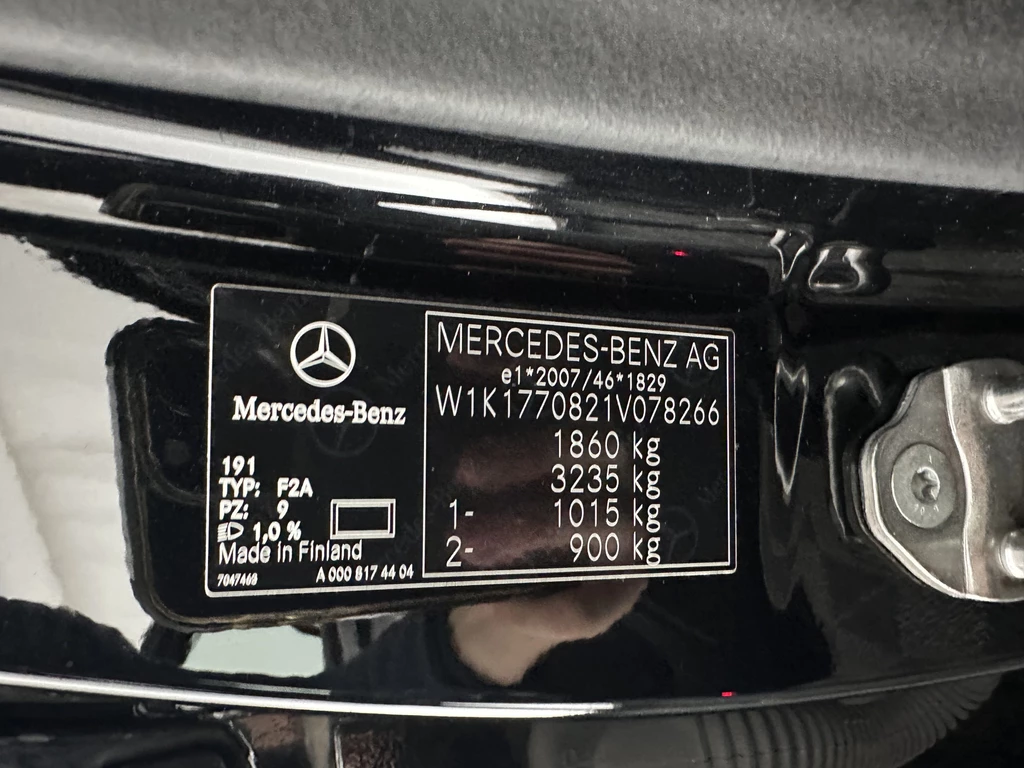 Mercedes-Benz
191
TYP: F2A
PZ: 9
1,0 %
Made in Finland
7047463
A 000 817 44 04
MERCEDES-BENZ AG
e1*2007/46*1829
W1K1770821V078266
1860 kg
3235 kg
1- 1015 kg
2- 900 kg